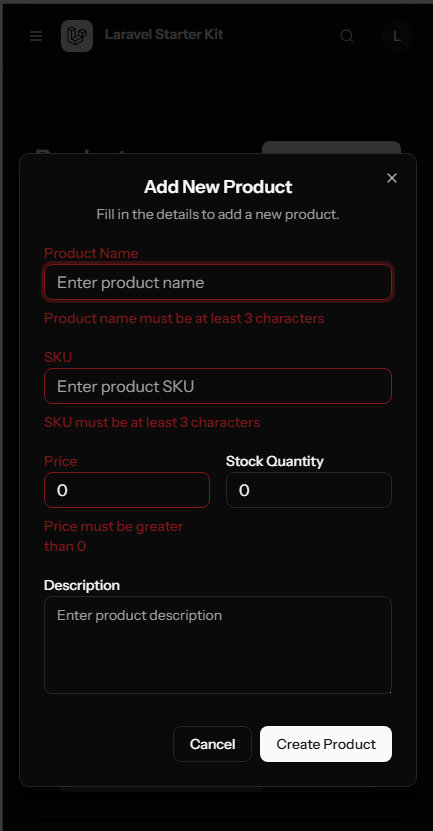 Laravel Starter Kit
L
Add New Product
Fill in the details to add a new product.
Product Name
Enter product name
Product name must be at least 3 characters
SKU
Enter product SKU
SKU must be at least 3 characters
Price
Stock Quantity
0
0
Price must be greater
than 0
Description
Enter product description
Cancel
Create Product